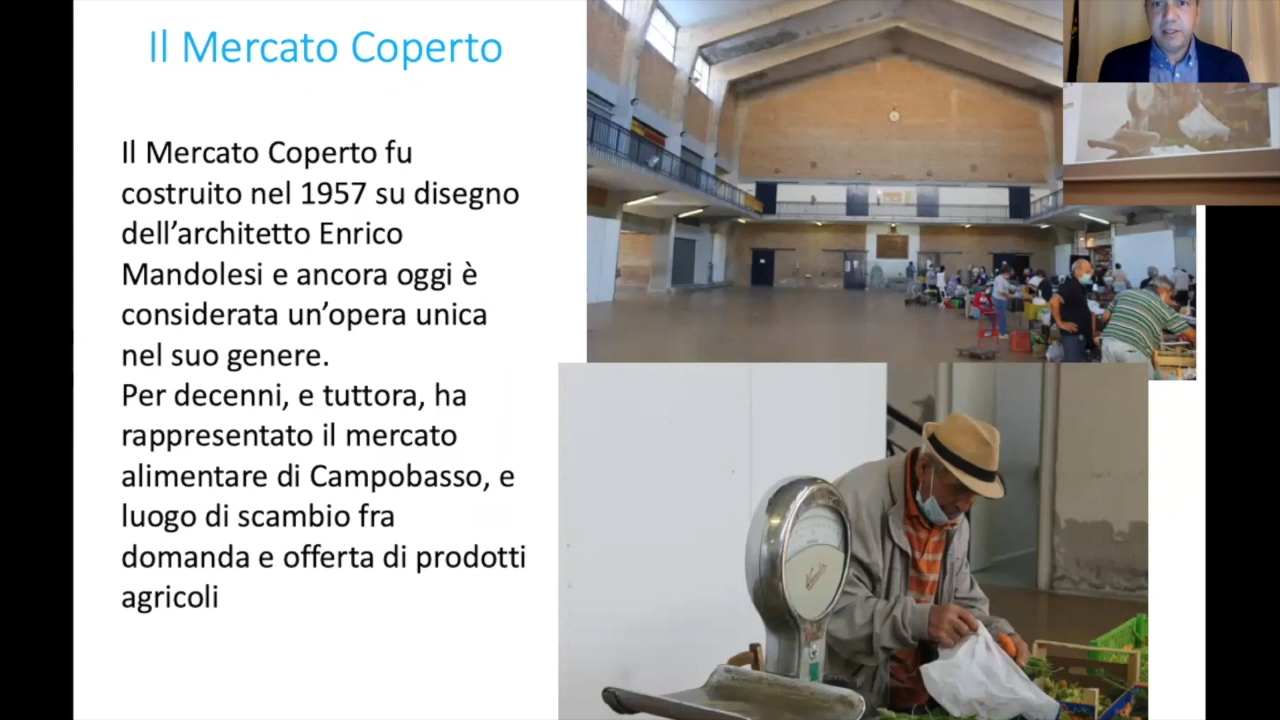 Il Mercato Coperto
Il Mercato Coperto fu
costruito nel 1957 su disegno
dell’architetto Enrico
Mandolesi e ancora oggi è
considerata un’opera unica
nel suo genere.
Per decenni, e tuttora, ha
rappresentato il mercato
alimentare di Campobasso, e
luogo di scambio fra
domanda e offerta di prodotti
agricoli